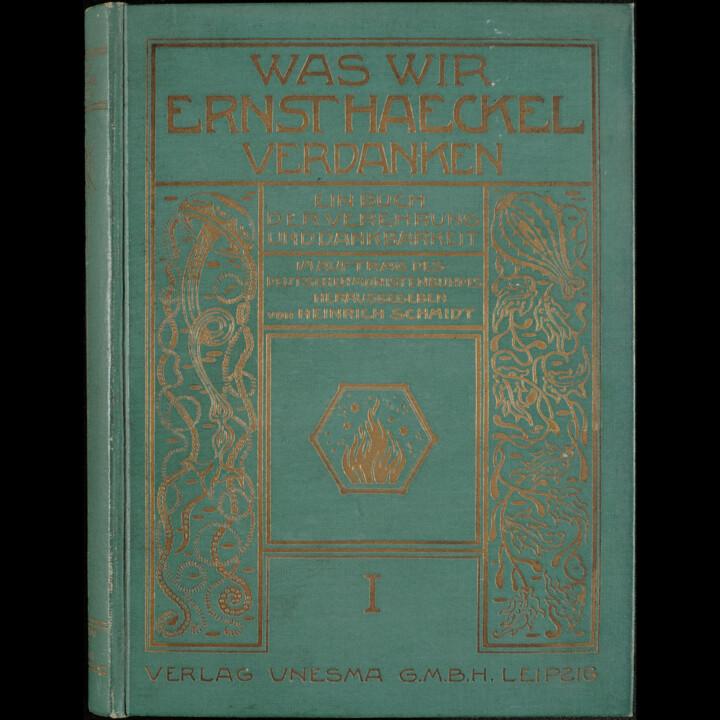 WAS WIR
ERNST HAECKEL
VERDANKEN
EIN BUCH
DER VEREHRUNG
UND DANKBARKEIT
IM AUFTRAG DES
DEUTSCHEN MONISTENBUNDES
HERAUSGEGEBEN
VON HEINRICH SCHMIDT
I
VERLAG UNESMA G.M.B.H. LEIPZIG